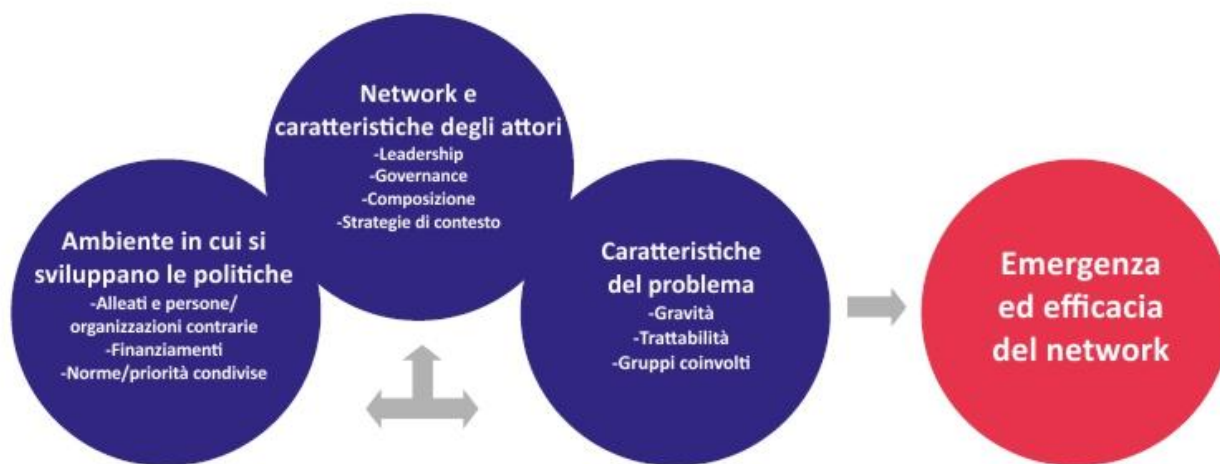 Network e
caratteristiche degli attori
-Leadership
-Governance
-Composizione
-Strategie di contesto
Ambiente in cui si
sviluppano le politiche
-Alleati e persone/
organizzazioni contrarie
-Finanziamenti
-Norme/priorità condivise
Caratteristiche
del problema
-Gravità
-Trattabilità
-Gruppi coinvolti
Emergenza
ed efficacia
del network